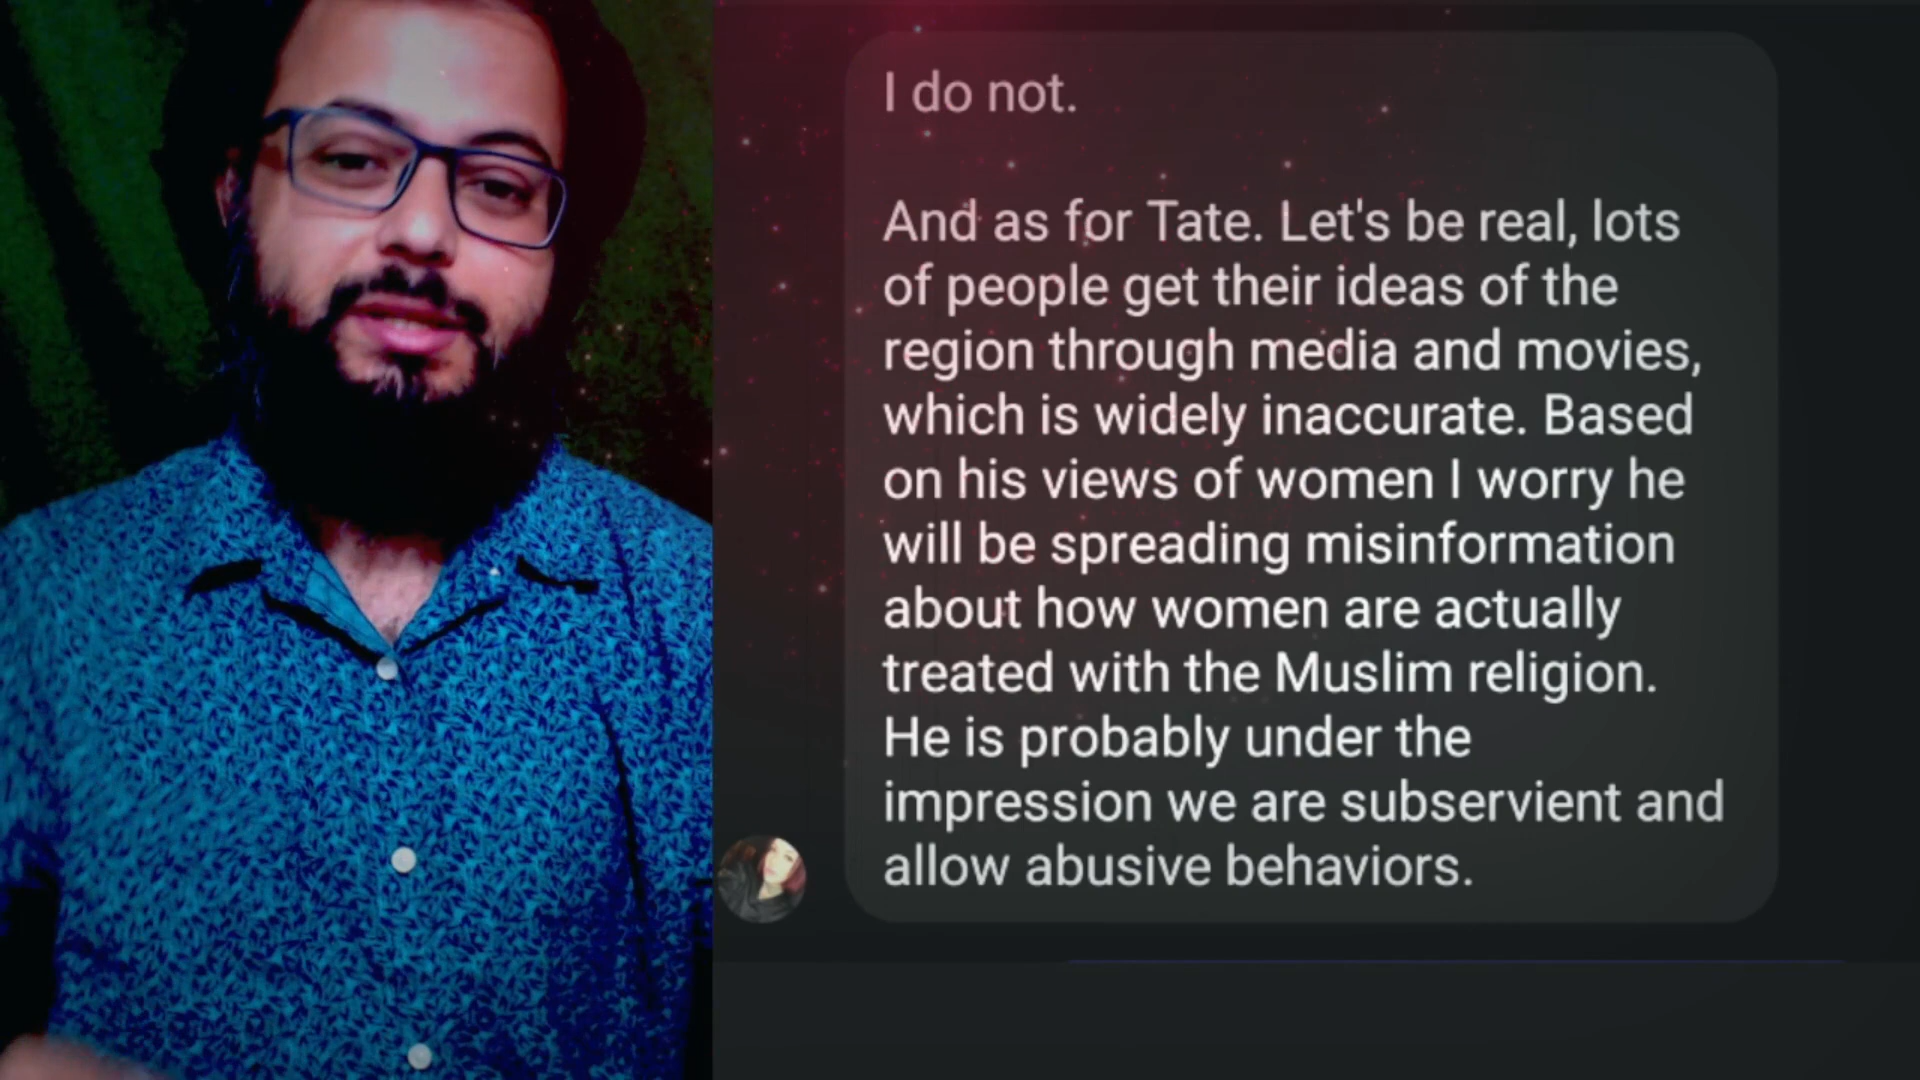 I do not.
And as for Tate. Let's be real, lots
of people get their ideas of the
region through media and movies,
which is widely inaccurate. Based
on his views of women I worry he
will be spreading misinformation
about how women are actually
treated with the Muslim religion.
He is probably under the
impression we are subservient and
allow abusive behaviors.